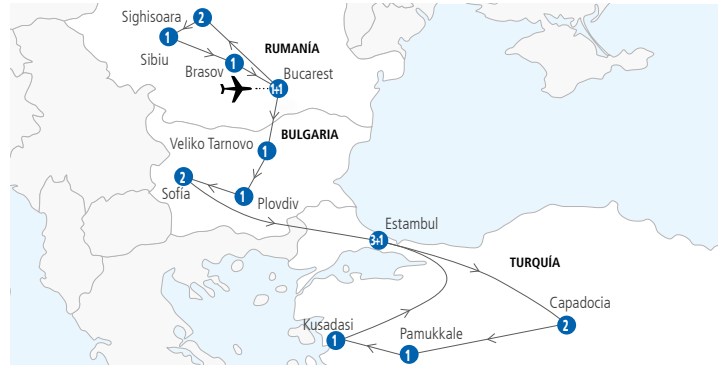 Sighisoara
2
1
Sibiu
RUMANÍA
1
Brasov
Bucarest
1+1
BULGARIA
Veliko Tarnovo
1
2
Sofía
1
Plovdiv
Estambul
3+1
TURQUÍA
Capadocia
2
Kusadasi
1
Pamukkale
1